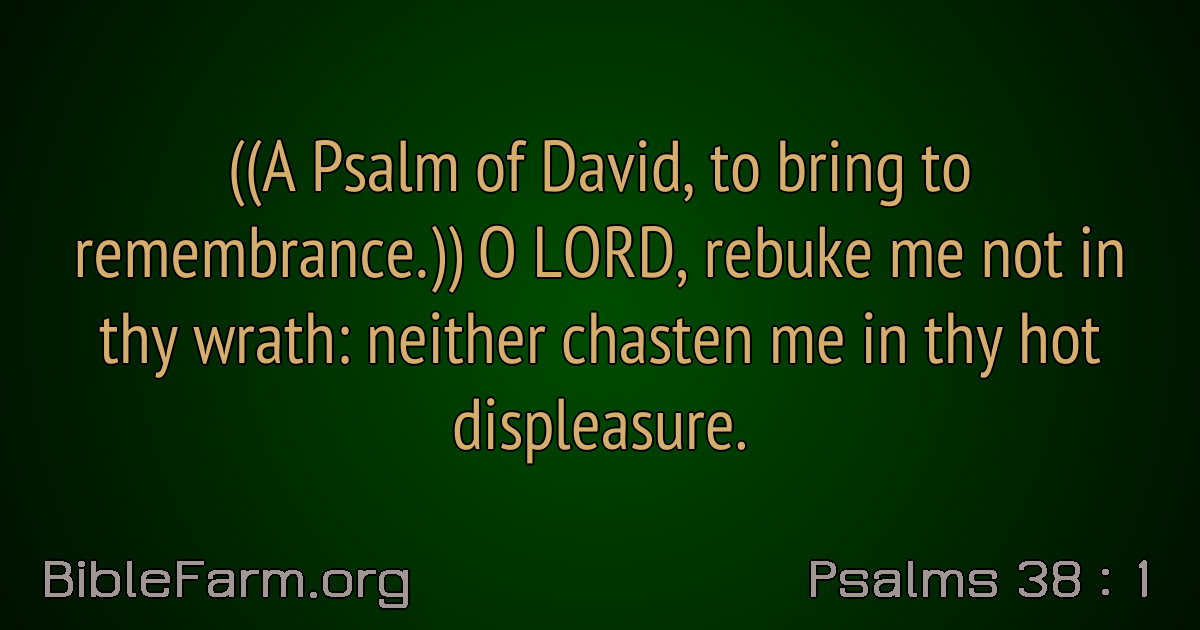 ((A Psalm of David, to bring to
remembrance.)) O LORD, rebuke me not in
thy wrath: neither chasten me in thy hot
displeasure.
BibleFarm.org
Psalms 38 : 1